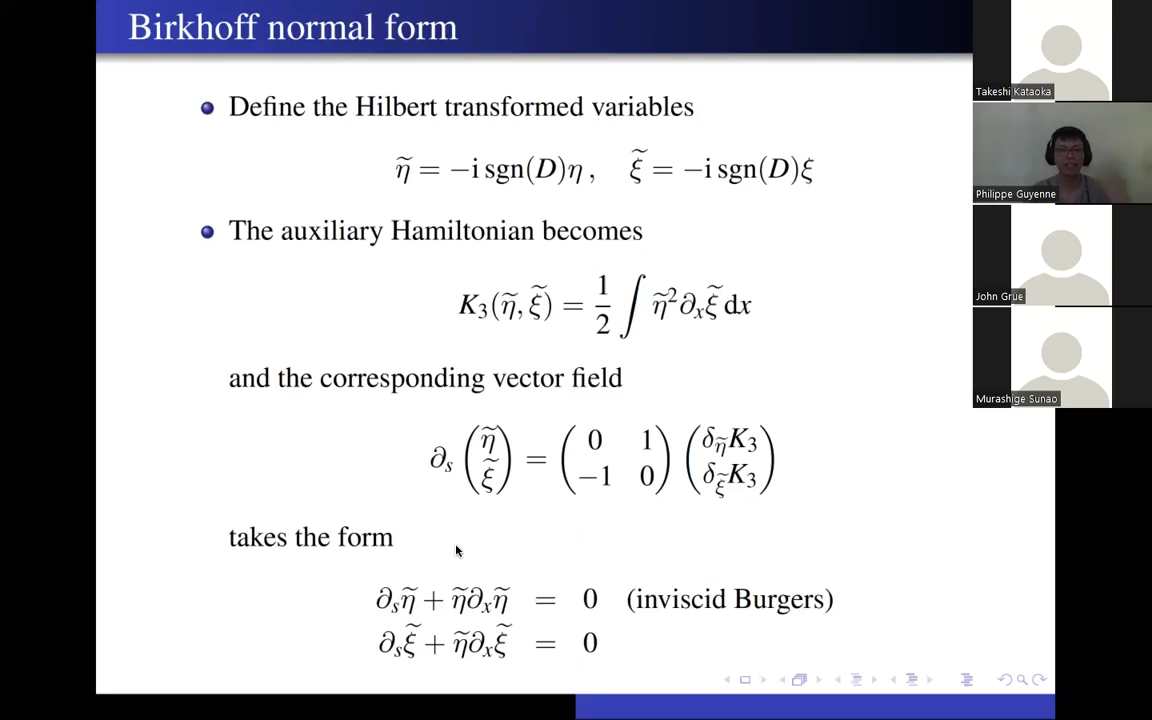 Birkhoff normal form
Define the Hilbert transformed variables
η̃ = −i sgn(D)η , ξ̃ = −i sgn(D)ξ
The auxiliary Hamiltonian becomes
K₃(η̃, ξ̃) = 1/2 ∫ η̃²∂ₓξ̃ dx
and the corresponding vector field
∂ₛ (η̃ ξ̃) = (0 1 −1 0) (δ_η̃ K₃ δ_ξ̃ K₃)
takes the form
∂ₛη̃ + η̃∂ₓη̃ = 0 (inviscid Burgers)
∂ₛξ̃ + η̃∂ₓξ̃ = 0
Takeshi Kataoka
Philippe Guyenne
John Grue
Murashige Sunao